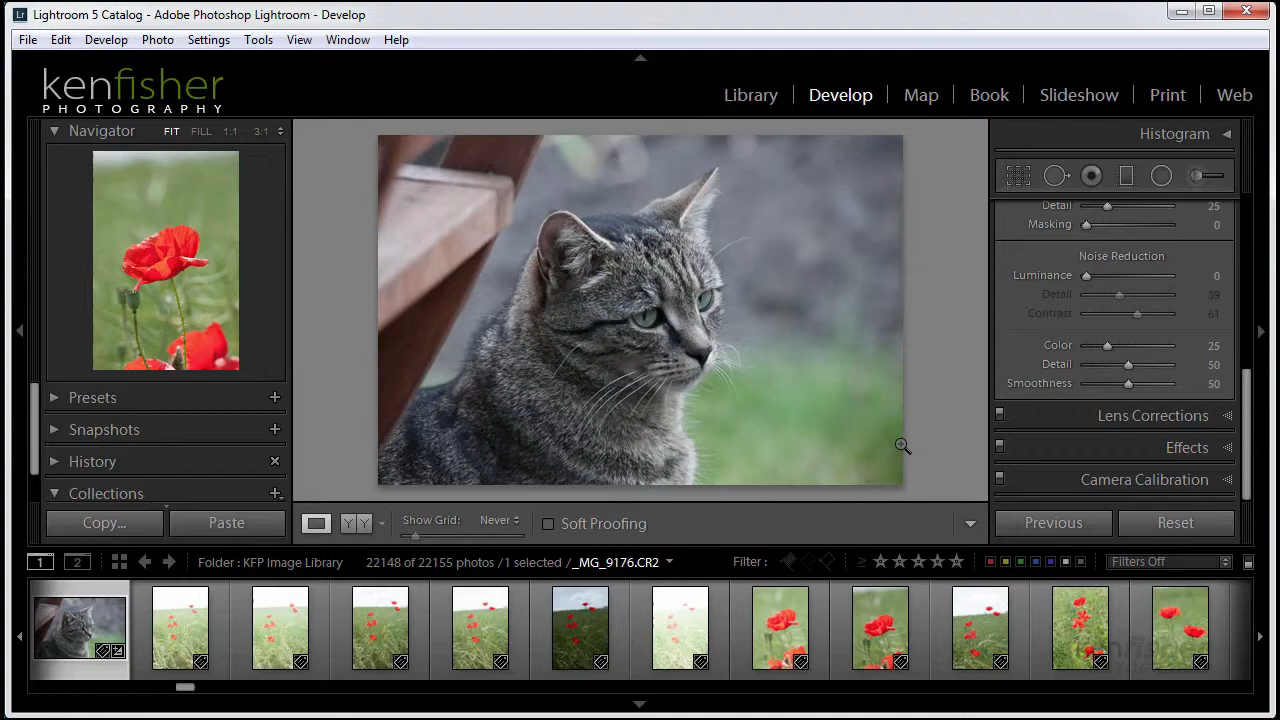 Lr Lightroom 5 Catalog - Adobe Photoshop Lightroom - Develop
File Edit Develop Photo Settings Tools View Window Help
kenfisher
PHOTOGRAPHY
Library Develop Map Book Slideshow Print Web
Navigator FIT FILL 1:1 3:1
Histogram
Detail 25
Masking 0
Noise Reduction
Luminance 0
Detail 39
Contrast 61
Color 25
Detail 50
Smoothness 50
Presets
Snapshots
History
Collections
Lens Corrections
Effects
Camera Calibration
Copy... Paste
YY Show Grid: Never Soft Proofing
Previous Reset
1 2 Folder: KFP Image Library 22148 of 22155 photos /1 selected /_MG_9176.CR2 Filter: ≥ Filters Off